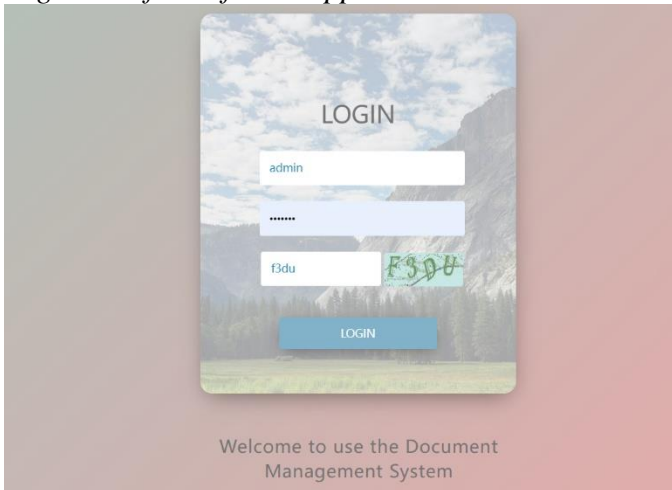 LOGIN
admin
•••••••
f3du
F3DU
LOGIN
Welcome to use the Document
Management System